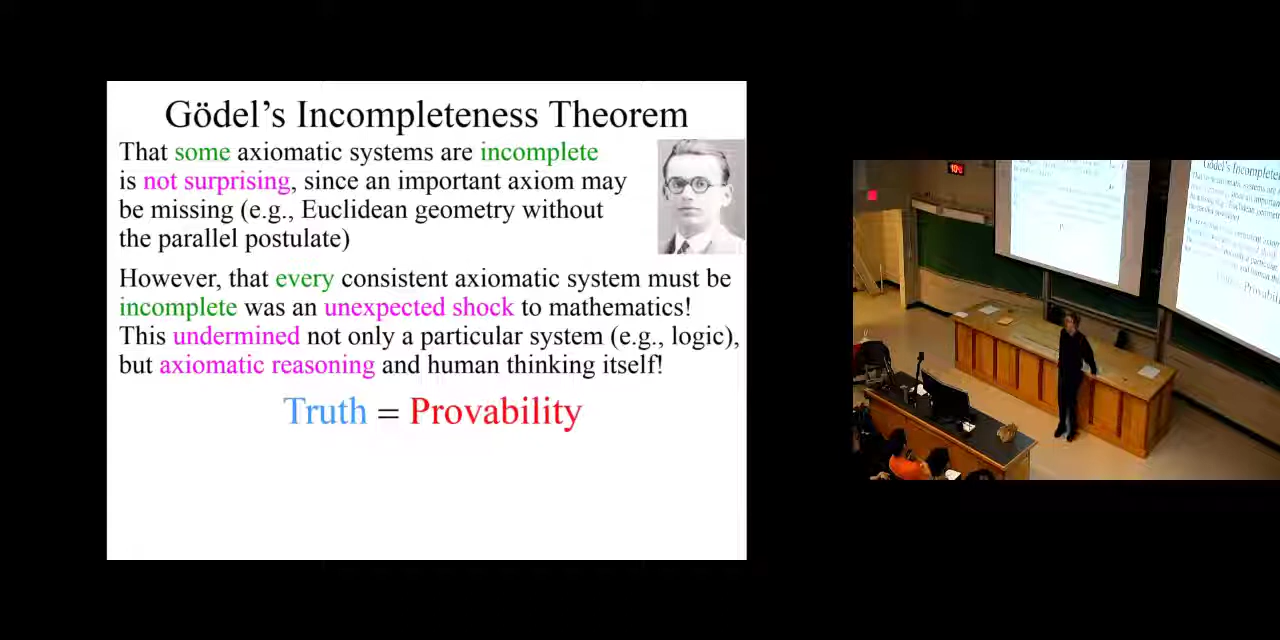 Gödel's Incompleteness Theorem
That some axiomatic systems are incomplete
is not surprising, since an important axiom may
be missing (e.g., Euclidean geometry without
the parallel postulate)
However, that every consistent axiomatic system must be
incomplete was an unexpected shock to mathematics!
This undermined not only a particular system (e.g., logic),
but axiomatic reasoning and human thinking itself!
Truth = Provability